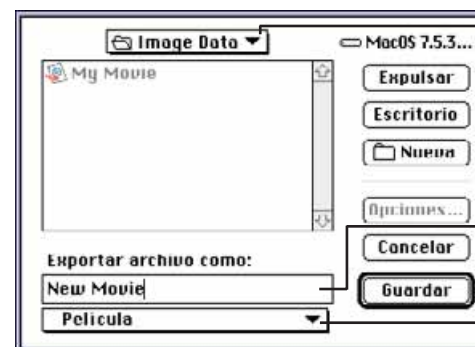 Image Data
MacOS 7.5.3...
My Movie
Expulsar
Escritorio
Nueva
Opciones...
Cancelar
Guardar
Exportar archivo como:
New Movie
Película